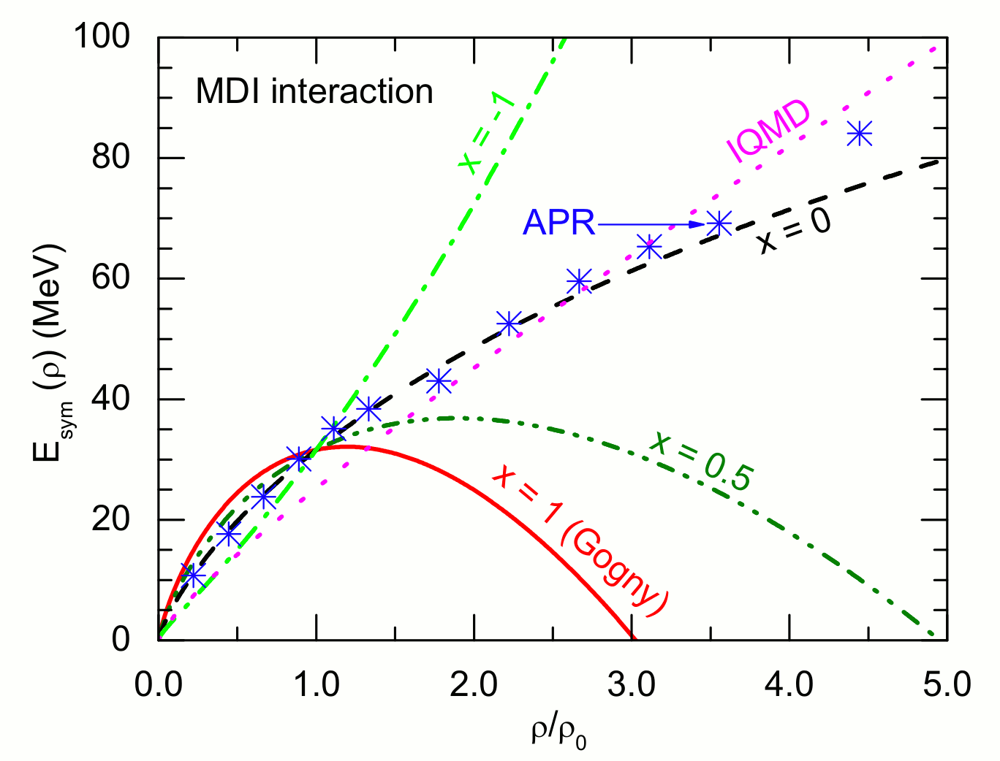 100
80
60
40
20
0
E_sym (ρ) (MeV)
MDI interaction
x = -1
IQMD
APR
x = 0
x = 0.5
x = 1 (Gogny)
0.0 1.0 2.0 3.0 4.0 5.0
ρ/ρ₀